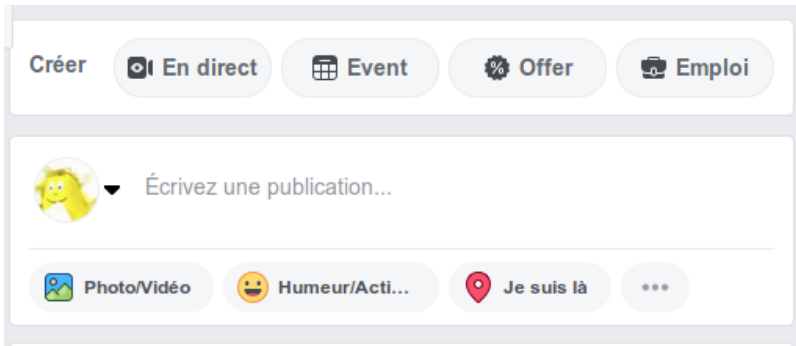 Créer En direct Event Offer Emploi
Écrivez une publication...
Photo/Vidéo Humeur/Acti... Je suis là